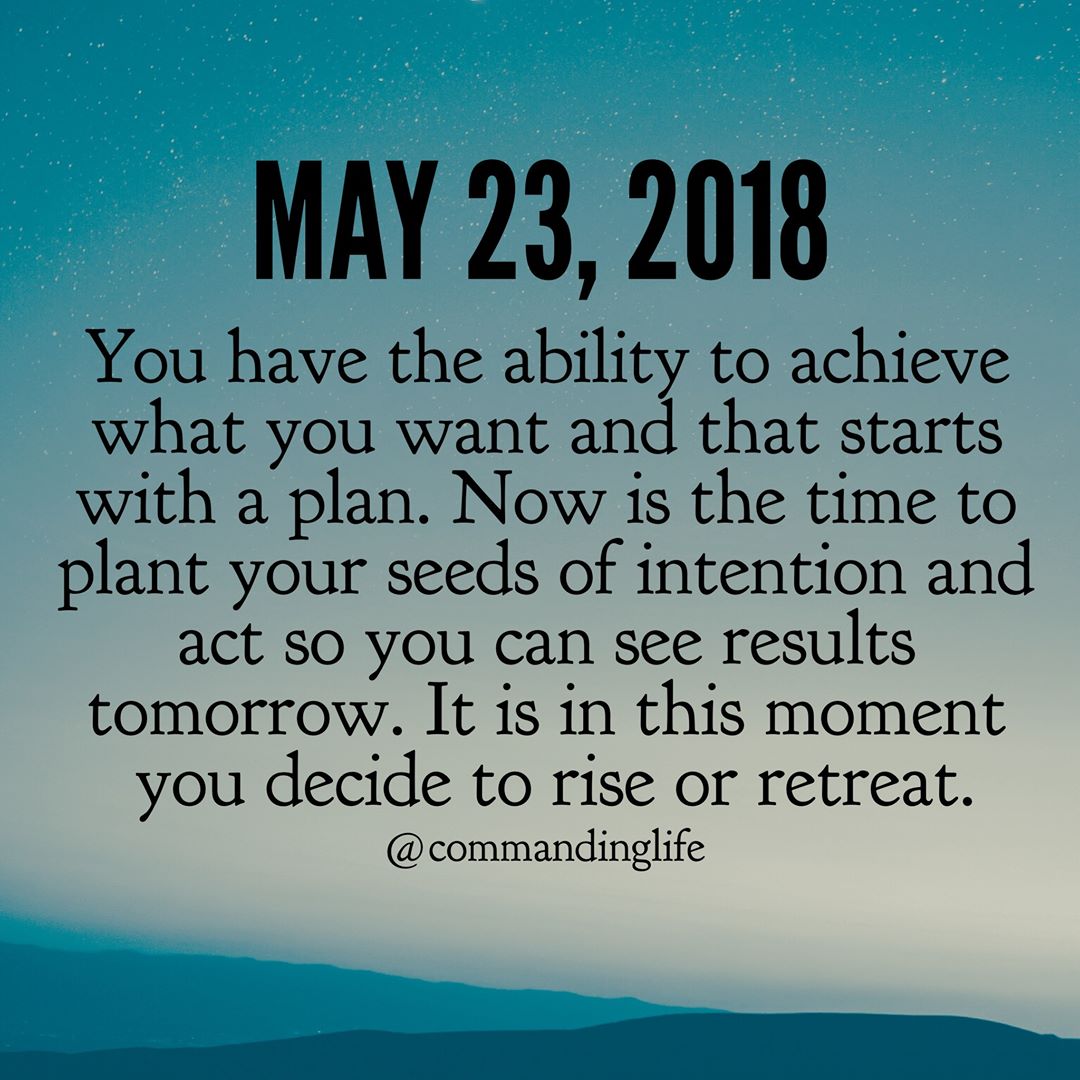 MAY 23, 2018
You have the ability to achieve
what you want and that starts
with a plan. Now is the time to
plant your seeds of intention and
act so you can see results
tomorrow. It is in this moment
you decide to rise or retreat.
@commandinglife